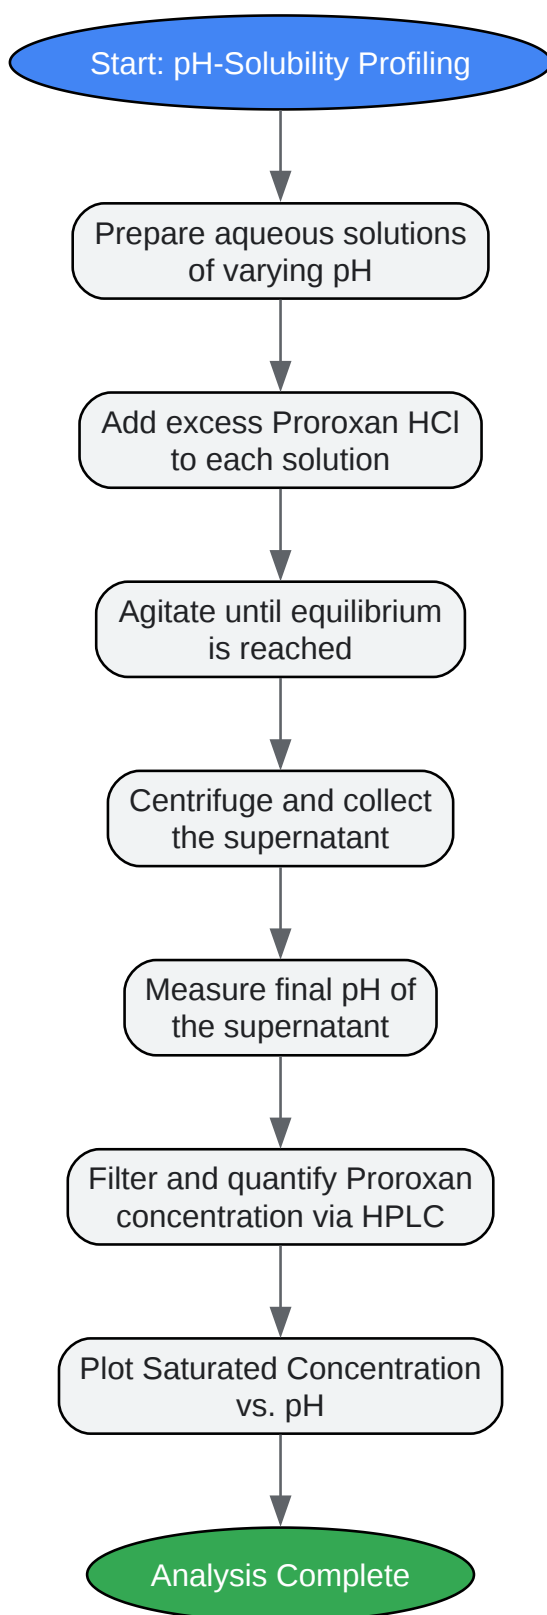 Start: pH-Solubility Profiling
Prepare aqueous solutions
of varying pH
Add excess Proroxan HCl
to each solution
Agitate until equilibrium
is reached
Centrifuge and collect
the supernatant
Measure final pH of
the supernatant
Filter and quantify Proroxan
concentration via HPLC
Plot Saturated Concentration
vs. pH
Analysis Complete